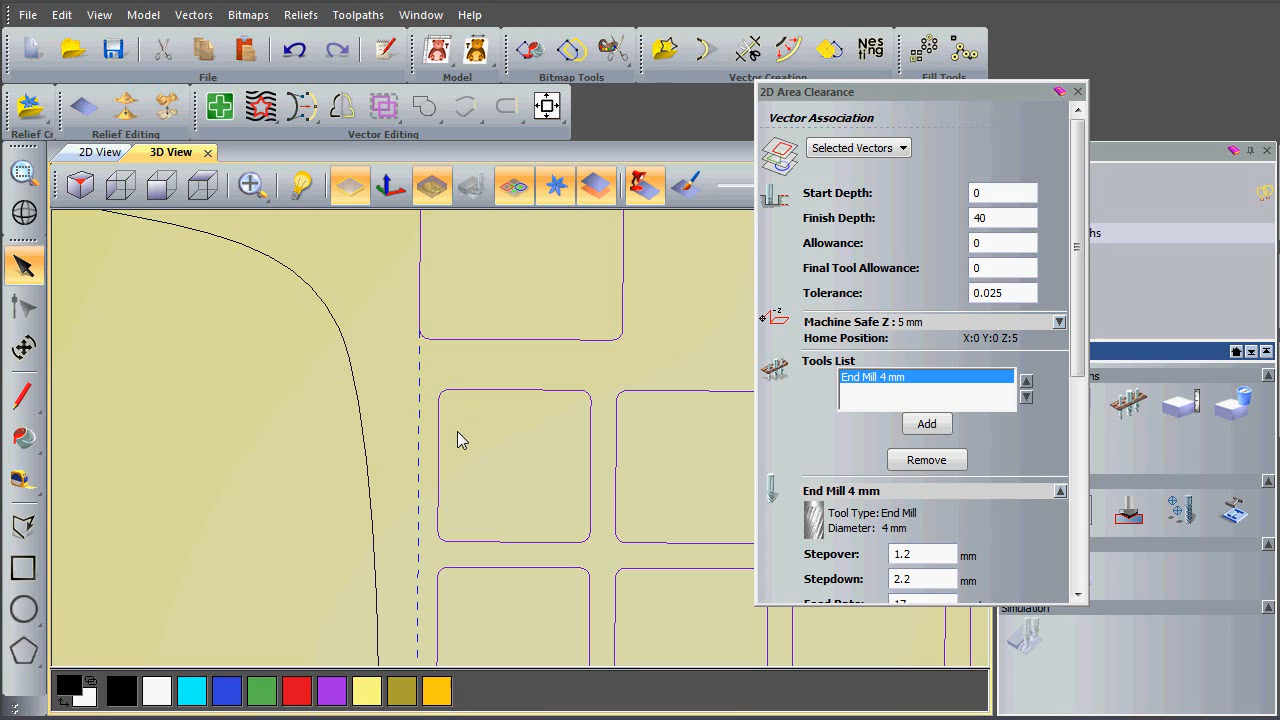 File Edit View Model Vectors Bitmaps Reliefs Toolpaths Window Help
Nesting
File Model Bitmap Tools Vector Creation Fill Tools
Relief Cr Relief Editing Vector Editing
2D View 3D View
2D Area Clearance
Vector Association
Selected Vectors
Start Depth: 0
Finish Depth: 40
Allowance: 0
Final Tool Allowance: 0
Tolerance: 0.025
Machine Safe Z : 5 mm
Home Position: X:0 Y:0 Z:5
Tools List
End Mill 4 mm
Add
Remove
End Mill 4 mm
Tool Type: End Mill
Diameter: 4 mm
Stepover: 1.2 mm
Stepdown: 2.2 mm
Simulation